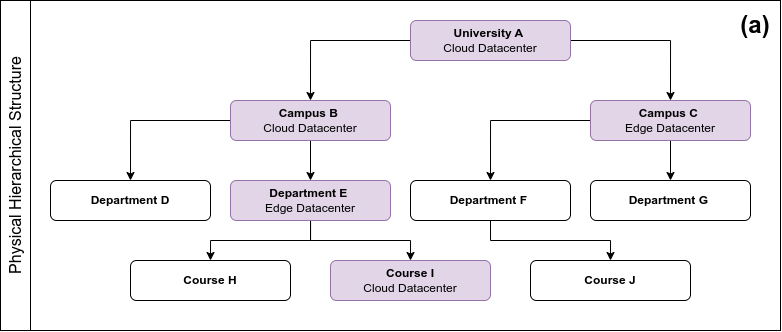 Physical Hierarchical Structure
(a)
University A
Cloud Datacenter
Campus B
Cloud Datacenter
Campus C
Edge Datacenter
Department D
Department E
Edge Datacenter
Department F
Department G
Course H
Course I
Cloud Datacenter
Course J